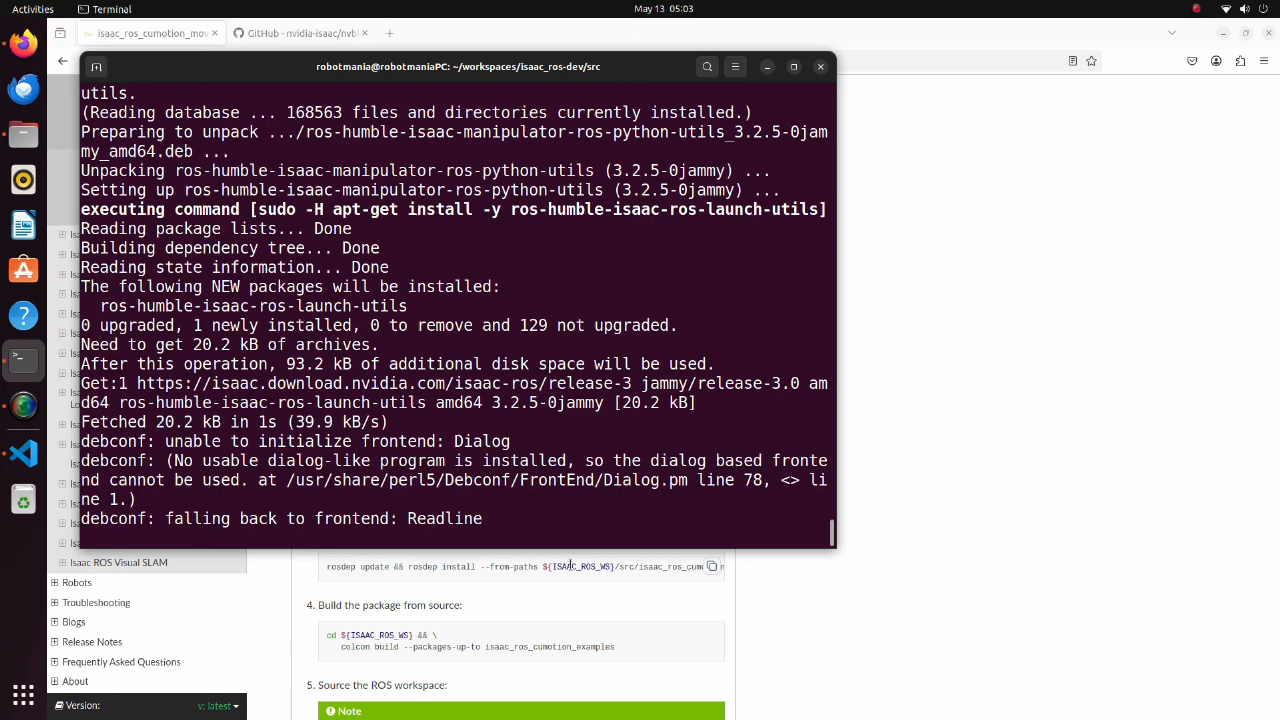 Activities
Terminal
May 13 05:03
isaac_ros_cumotion_mov
GitHub - nvidia-isaac/nvbl
robotmania@robotmaniaPC: ~/workspaces/isaac_ros-dev/src
utils.
(Reading database ... 168563 files and directories currently installed.)
Preparing to unpack .../ros-humble-isaac-manipulator-ros-python-utils_3.2.5-0jam
my_amd64.deb ...
Unpacking ros-humble-isaac-manipulator-ros-python-utils (3.2.5-0jammy) ...
Setting up ros-humble-isaac-manipulator-ros-python-utils (3.2.5-0jammy) ...
executing command [sudo -H apt-get install -y ros-humble-isaac-ros-launch-utils]
Reading package lists... Done
Building dependency tree... Done
Reading state information... Done
The following NEW packages will be installed:
ros-humble-isaac-ros-launch-utils
0 upgraded, 1 newly installed, 0 to remove and 129 not upgraded.
Need to get 20.2 kB of archives.
After this operation, 93.2 kB of additional disk space will be used.
Get:1 https://isaac.download.nvidia.com/isaac-ros/release-3 jammy/release-3.0 am
d64 ros-humble-isaac-ros-launch-utils amd64 3.2.5-0jammy [20.2 kB]
Fetched 20.2 kB in 1s (39.9 kB/s)
debconf: unable to initialize frontend: Dialog
debconf: (No usable dialog-like program is installed, so the dialog based fronte
nd cannot be used. at /usr/share/perl5/Debconf/FrontEnd/Dialog.pm line 78, <> li
ne 1.)
debconf: falling back to frontend: Readline
rosdep update && rosdep install --from-paths ${ISAAC_ROS_WS}/src/isaac_ros_cumo
4. Build the package from source:
cd ${ISAAC_ROS_WS} && \
colcon build --packages-up-to isaac_ros_cumotion_examples
5. Source the ROS workspace:
Note
Isaac ROS Visual SLAM
Robots
Troubleshooting
Blogs
Release Notes
Frequently Asked Questions
About
Version:
v: latest